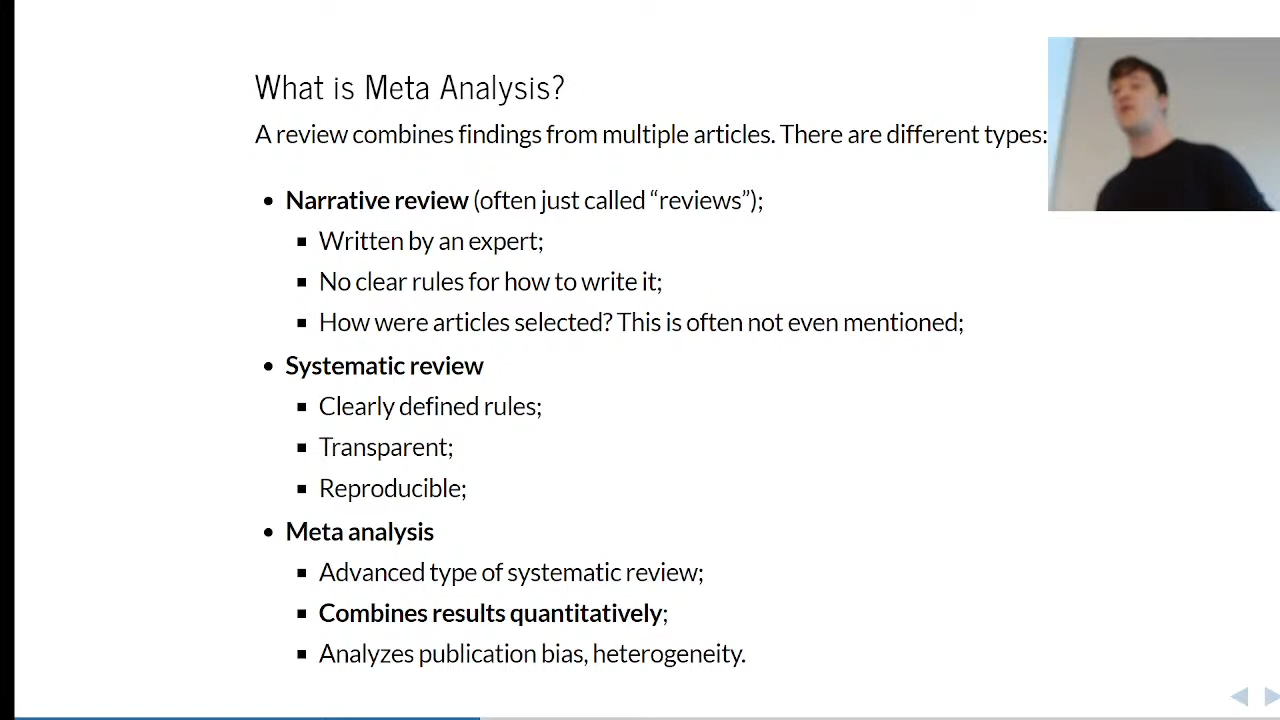 What is Meta Analysis?
A review combines findings from multiple articles. There are different types:
Narrative review (often just called “reviews”);
Written by an expert;
No clear rules for how to write it;
How were articles selected? This is often not even mentioned;
Systematic review
Clearly defined rules;
Transparent;
Reproducible;
Meta analysis
Advanced type of systematic review;
Combines results quantitatively;
Analyzes publication bias, heterogeneity.